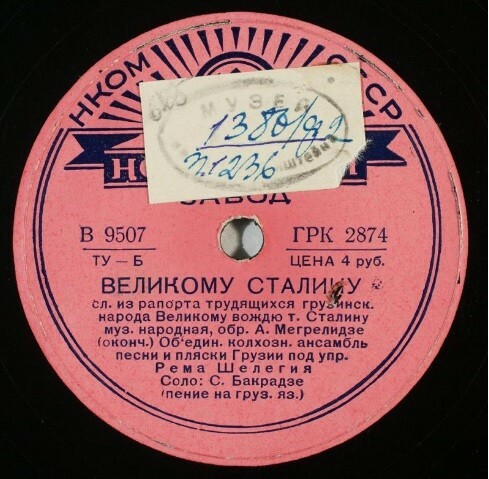 НКОМ СССР
МУЗЕЯ
1380/92
п.1236
ЗАВОД
В 9507 ГРК 2874
ТУ – Б ЦЕНА 4 руб.
ВЕЛИКОМУ СТАЛИНУ
сл. из рапорта трудящихся грузинск.
народа Великому вождю т. Сталину
муз. народная, обр. А. Мегрелидзе
(оконч.) Об'един. колхозн. ансамбль
песни и пляски Грузии под упр.
Рема Шелегия
Соло: С. Бакрадзе
(пение на груз. яз.)